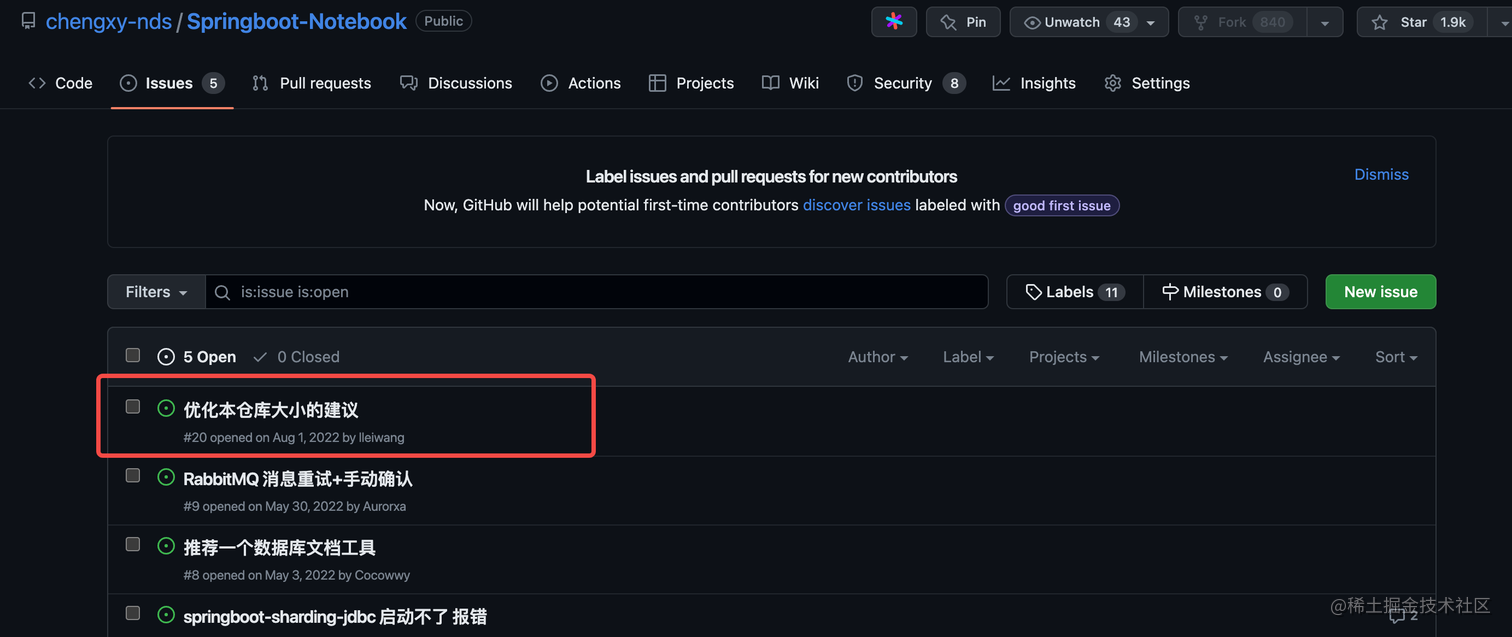 chengxy-nds / Springboot-Notebook Public Pin Unwatch 43 Fork 840 Star 1.9k
Code Issues 5 Pull requests Discussions Actions Projects Wiki Security 8 Insights Settings
Label issues and pull requests for new contributors Dismiss
Now, GitHub will help potential first-time contributors discover issues labeled with good first issue
Filters is:issue is:open Labels 11 Milestones 0 New issue
5 Open 0 Closed Author Label Projects Milestones Assignee Sort
优化本仓库大小的建议
#20 opened on Aug 1, 2022 by lleiwang
RabbitMQ 消息重试+手动确认
#9 opened on May 30, 2022 by Aurorxa
推荐一个数据库文档工具
#8 opened on May 3, 2022 by Cocowwy
springboot-sharding-jdbc 启动不了 报错 2
@稀土掘金技术社区